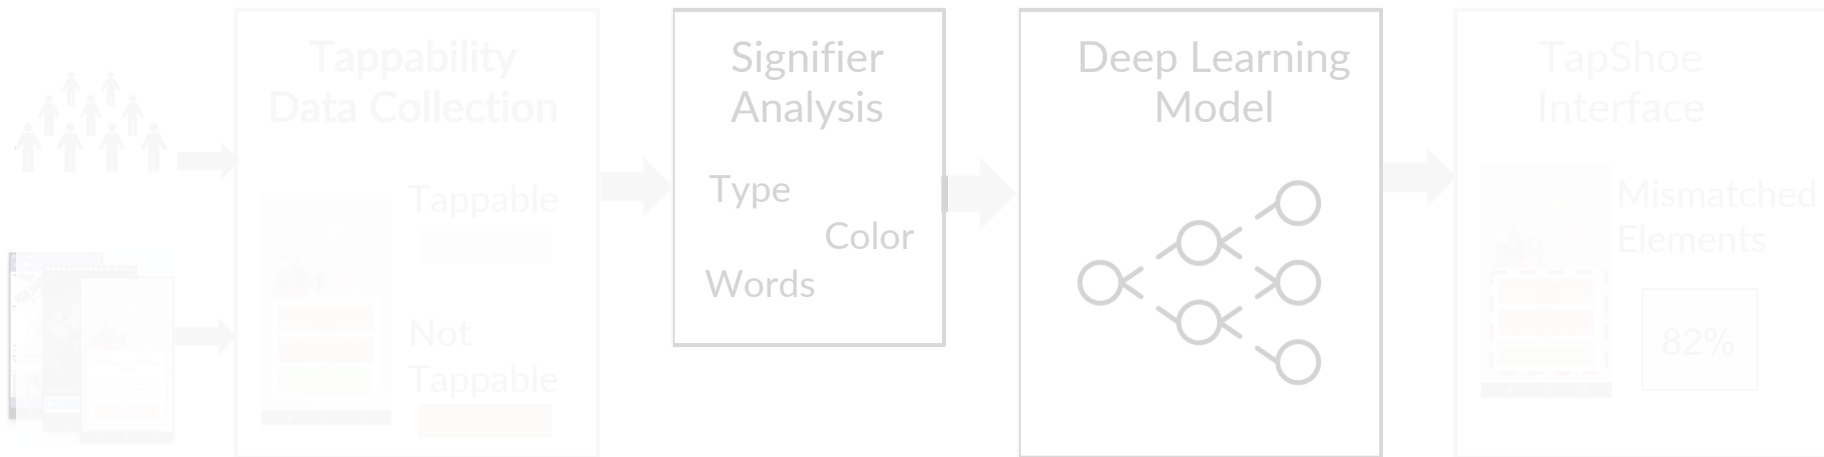 Tappability
Data Collection
Tappable
Not
Tappable
Signifier
Analysis
Type
Color
Words
Deep Learning
Model
TapShoe
Interface
Mismatched
Elements
82%